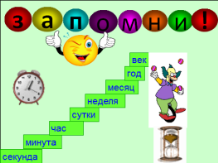 запомни!
век
год
месяц
неделя
сутки
час
минута
секунда